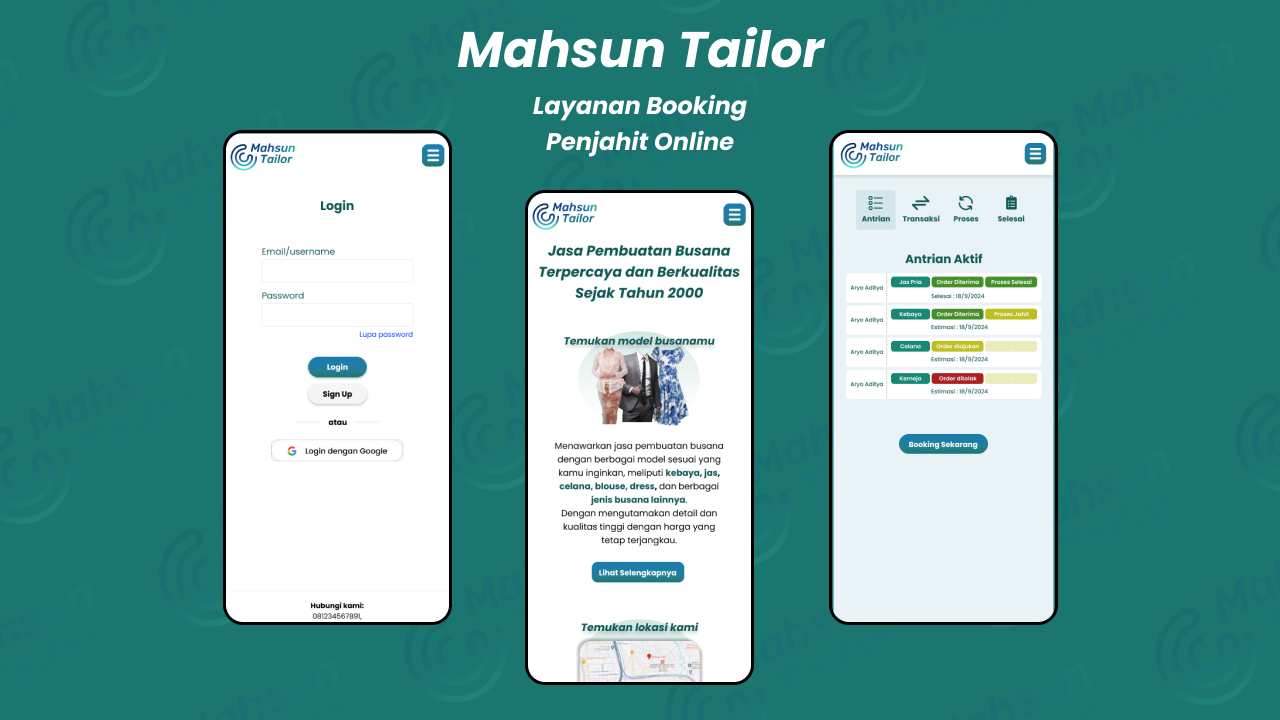 Mahsun Tailor
Layanan Booking
Penjahit Online
Mahsun
Tailor
Login
Email/username
Password
Lupa password
Login
Sign Up
atau
Login dengan Google
Hubungi kami:
081234567891,
Mahsun
Tailor
Jasa Pembuatan Busana
Terpercaya dan Berkualitas
Sejak Tahun 2000
Temukan model busanamu
Menawarkan jasa pembuatan busana
dengan berbagai model sesuai yang
kamu inginkan, meliputi kebaya, jas,
celana, blouse, dress, dan berbagai
jenis busana lainnya.
Dengan mengutamakan detail dan
kualitas tinggi dengan harga yang
tetap terjangkau.
Lihat Selengkapnya
Temukan lokasi kami
Mahsun
Tailor
Antrian Transaksi Proses Selesai
Antrian Aktif
Aryo Aditya Jas Pria Order Diterima Proses Selesai
Selesai : 18/9/2024
Aryo Aditya Kebaya Order Diterima Proses Jahit
Estimasi : 18/9/2024
Aryo Aditya Celana Order diajukan -
Estimasi : 18/9/2024
Aryo Aditya Kemeja Order ditolak
Estimasi : 18/9/2024
Booking Sekarang